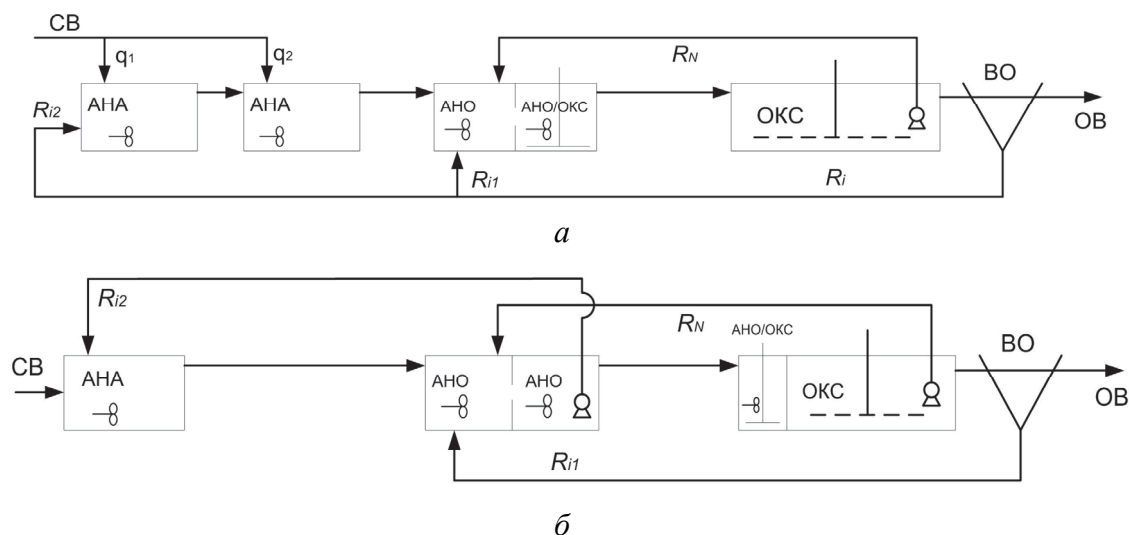 СВ
q1
q2
RN
ВО
АНА
АНА
АНО
АНО/ОКС
ОКС
Ri2
ОВ
Ri1
Ri
а
Ri2
RN
АНО/ОКС
ВО
СВ
АНА
АНО
АНО
ОКС
ОВ
Ri1
б